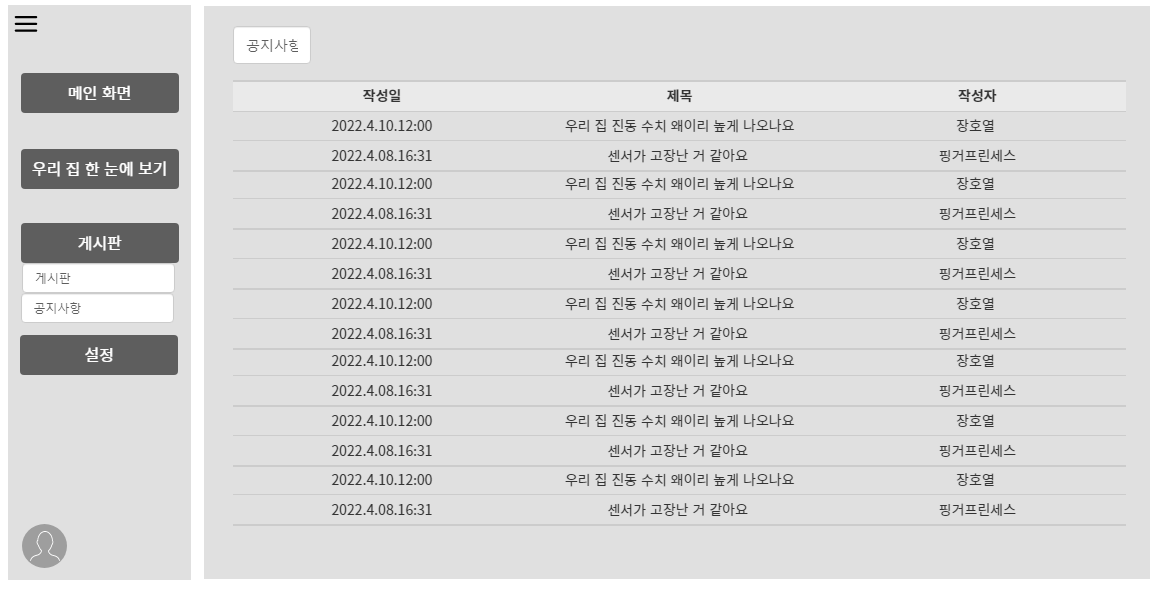 메인 화면
우리 집 한 눈에 보기
게시판
게시판
공지사항
설정
공지사항
작성일 제목 작성자
2022.4.10.12:00 우리 집 진동 수치 왜이리 높게 나오나요 장호열
2022.4.08.16:31 센서가 고장난 거 같아요 핑거프린세스
2022.4.10.12:00 우리 집 진동 수치 왜이리 높게 나오나요 장호열
2022.4.08.16:31 센서가 고장난 거 같아요 핑거프린세스
2022.4.10.12:00 우리 집 진동 수치 왜이리 높게 나오나요 장호열
2022.4.08.16:31 센서가 고장난 거 같아요 핑거프린세스
2022.4.10.12:00 우리 집 진동 수치 왜이리 높게 나오나요 장호열
2022.4.08.16:31 센서가 고장난 거 같아요 핑거프린세스
2022.4.10.12:00 우리 집 진동 수치 왜이리 높게 나오나요 장호열
2022.4.08.16:31 센서가 고장난 거 같아요 핑거프린세스
2022.4.10.12:00 우리 집 진동 수치 왜이리 높게 나오나요 장호열
2022.4.08.16:31 센서가 고장난 거 같아요 핑거프린세스
2022.4.10.12:00 우리 집 진동 수치 왜이리 높게 나오나요 장호열
2022.4.08.16:31 센서가 고장난 거 같아요 핑거프린세스